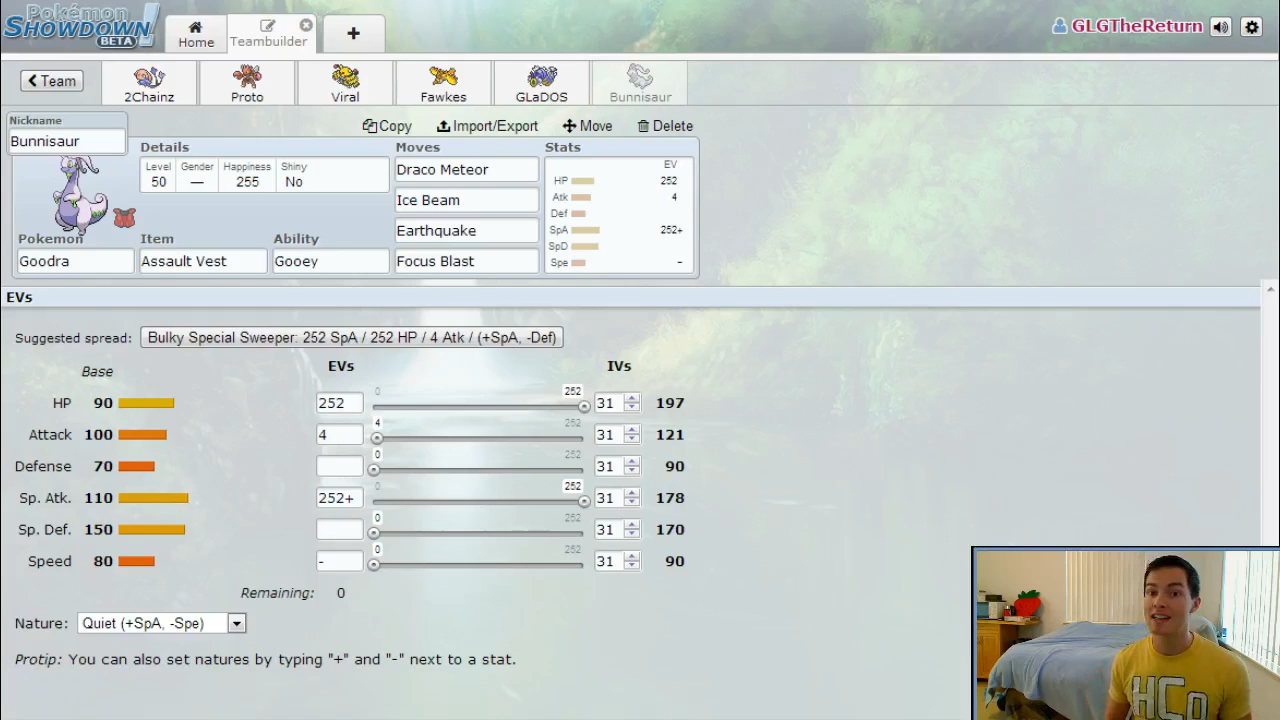 Pokémon
SHOWDOWN!
BETA
Home
Teambuilder
+
GLGTheReturn
Team
2Chainz
Proto
Viral
Fawkes
GLaDOS
Bunnisaur
Nickname
Bunnisaur
Copy
Import/Export
Move
Delete
Details
Level Gender Happiness Shiny
50 — 255 No
Pokemon
Goodra
Item
Assault Vest
Ability
Gooey
Moves
Draco Meteor
Ice Beam
Earthquake
Focus Blast
Stats
EV
HP 252
Atk 4
Def
SpA 252+
SpD
Spe -
EVs
Suggested spread: Bulky Special Sweeper: 252 SpA / 252 HP / 4 Atk / (+SpA, -Def)
Base EVs IVs
HP 90 252 0 252 31 197
Attack 100 4 4 252 31 121
Defense 70 0 252 31 90
Sp. Atk. 110 252+ 0 252 31 178
Sp. Def. 150 0 252 31 170
Speed 80 - 0 252 31 90
Remaining: 0
Nature: Quiet (+SpA, -Spe)
Protip: You can also set natures by typing "+" and "-" next to a stat.
HCO